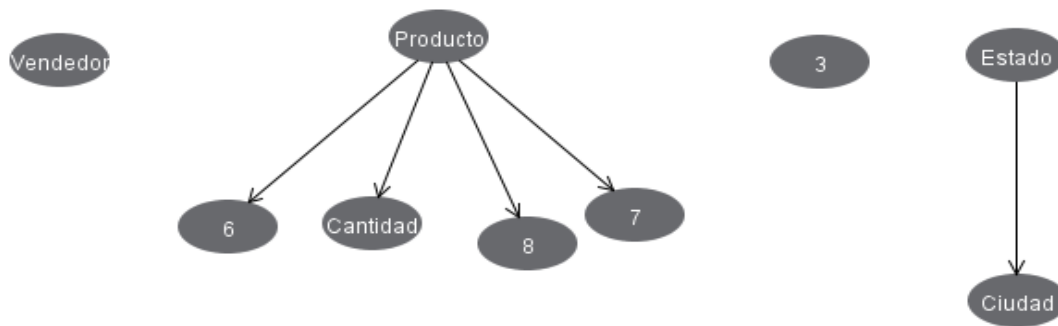 Vendedor
Producto
3
Estado
6
Cantidad
8
7
Ciudad